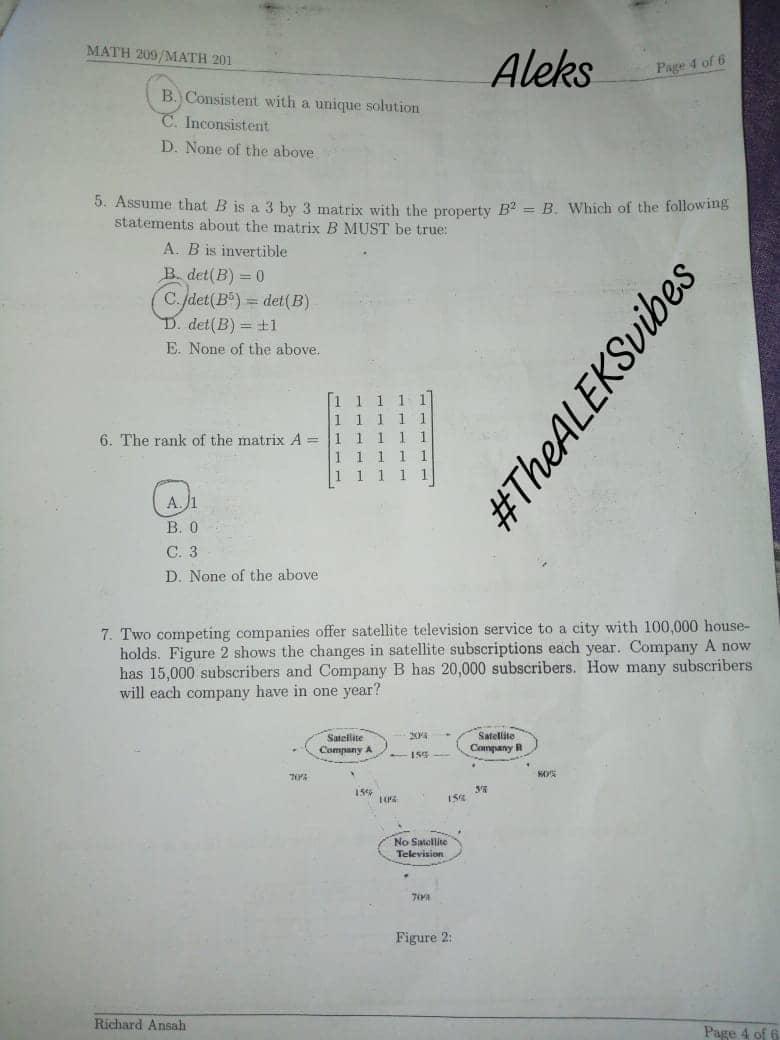 MATH 209/MATH 201
Aleks
Page 4 of 6
B. Consistent with a unique solution
C. Inconsistent
D. None of the above
5. Assume that B is a 3 by 3 matrix with the property B² = B. Which of the following
statements about the matrix B MUST be true:
A. B is invertible
B. det(B) = 0
C. det(B⁵) = det(B)
D. det(B) = ±1
E. None of the above.
#TheALEKSvibes
1 1 1 1 1
1 1 1 1 1
6. The rank of the matrix A = 1 1 1 1 1
1 1 1 1 1
1 1 1 1 1
A. 1
B. 0
C. 3
D. None of the above
7. Two competing companies offer satellite television service to a city with 100,000 house-
holds. Figure 2 shows the changes in satellite subscriptions each year. Company A now
has 15,000 subscribers and Company B has 20,000 subscribers. How many subscribers
will each company have in one year?
Satellite
Company A
20%
15%
Satellite
Company B
70%
80%
15%
10%
15%
5%
No Satellite
Television
70%
Figure 2:
Richard Ansah
Page 4 of 6